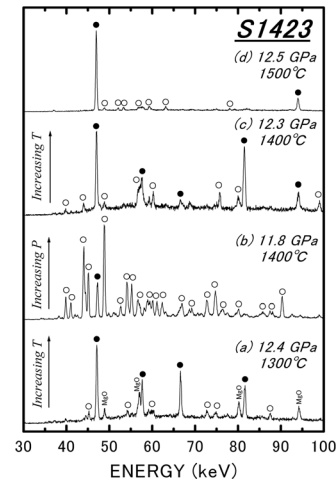 S1423
(d) 12.5 GPa
1500℃
Increasing T
(c) 12.3 GPa
1400℃
Increasing P
(b) 11.8 GPa
1400℃
Increasing T
(a) 12.4 GPa
1300℃
MgO
MgO
MgO
MgO
30 40 50 60 70 80 90 100
ENERGY (keV)